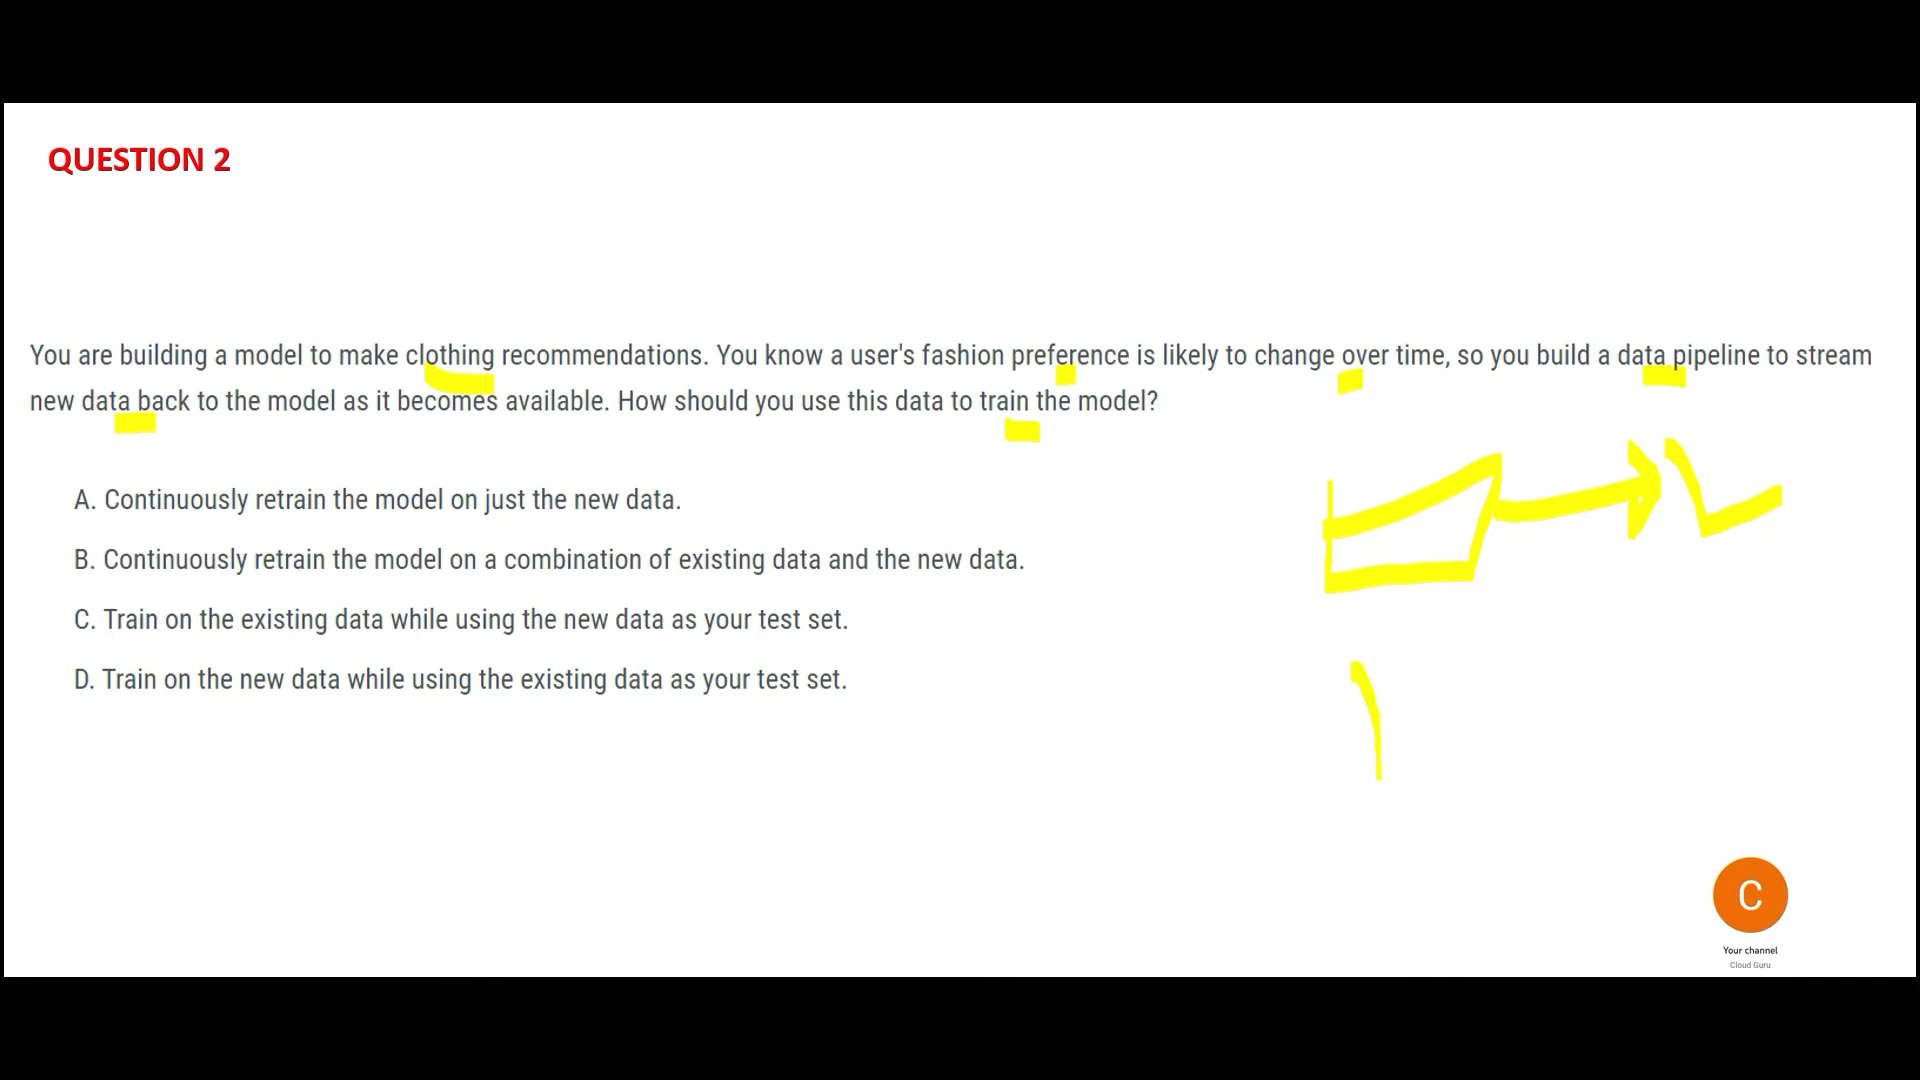 QUESTION 2
You are building a model to make clothing recommendations. You know a user's fashion preference is likely to change over time, so you build a data pipeline to stream
new data back to the model as it becomes available. How should you use this data to train the model?
A. Continuously retrain the model on just the new data.
B. Continuously retrain the model on a combination of existing data and the new data.
C. Train on the existing data while using the new data as your test set.
D. Train on the new data while using the existing data as your test set.
C
Your channel
Cloud Guru